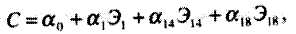 C = α₀ + α₁Э₁ + α₁₄Э₁₄ + α₁₈Э₁₈,